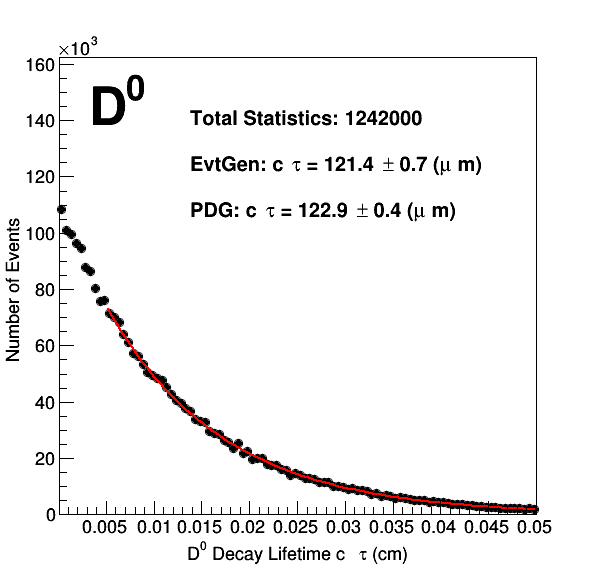 ×10³
160
D⁰
Total Statistics: 1242000
140
EvtGen: c τ = 121.4 ± 0.7 (μ m)
120
PDG: c τ = 122.9 ± 0.4 (μ m)
100
80
60
40
20
0
Number of Events
0.005 0.01 0.015 0.02 0.025 0.03 0.035 0.04 0.045 0.05
D⁰ Decay Lifetime c τ (cm)